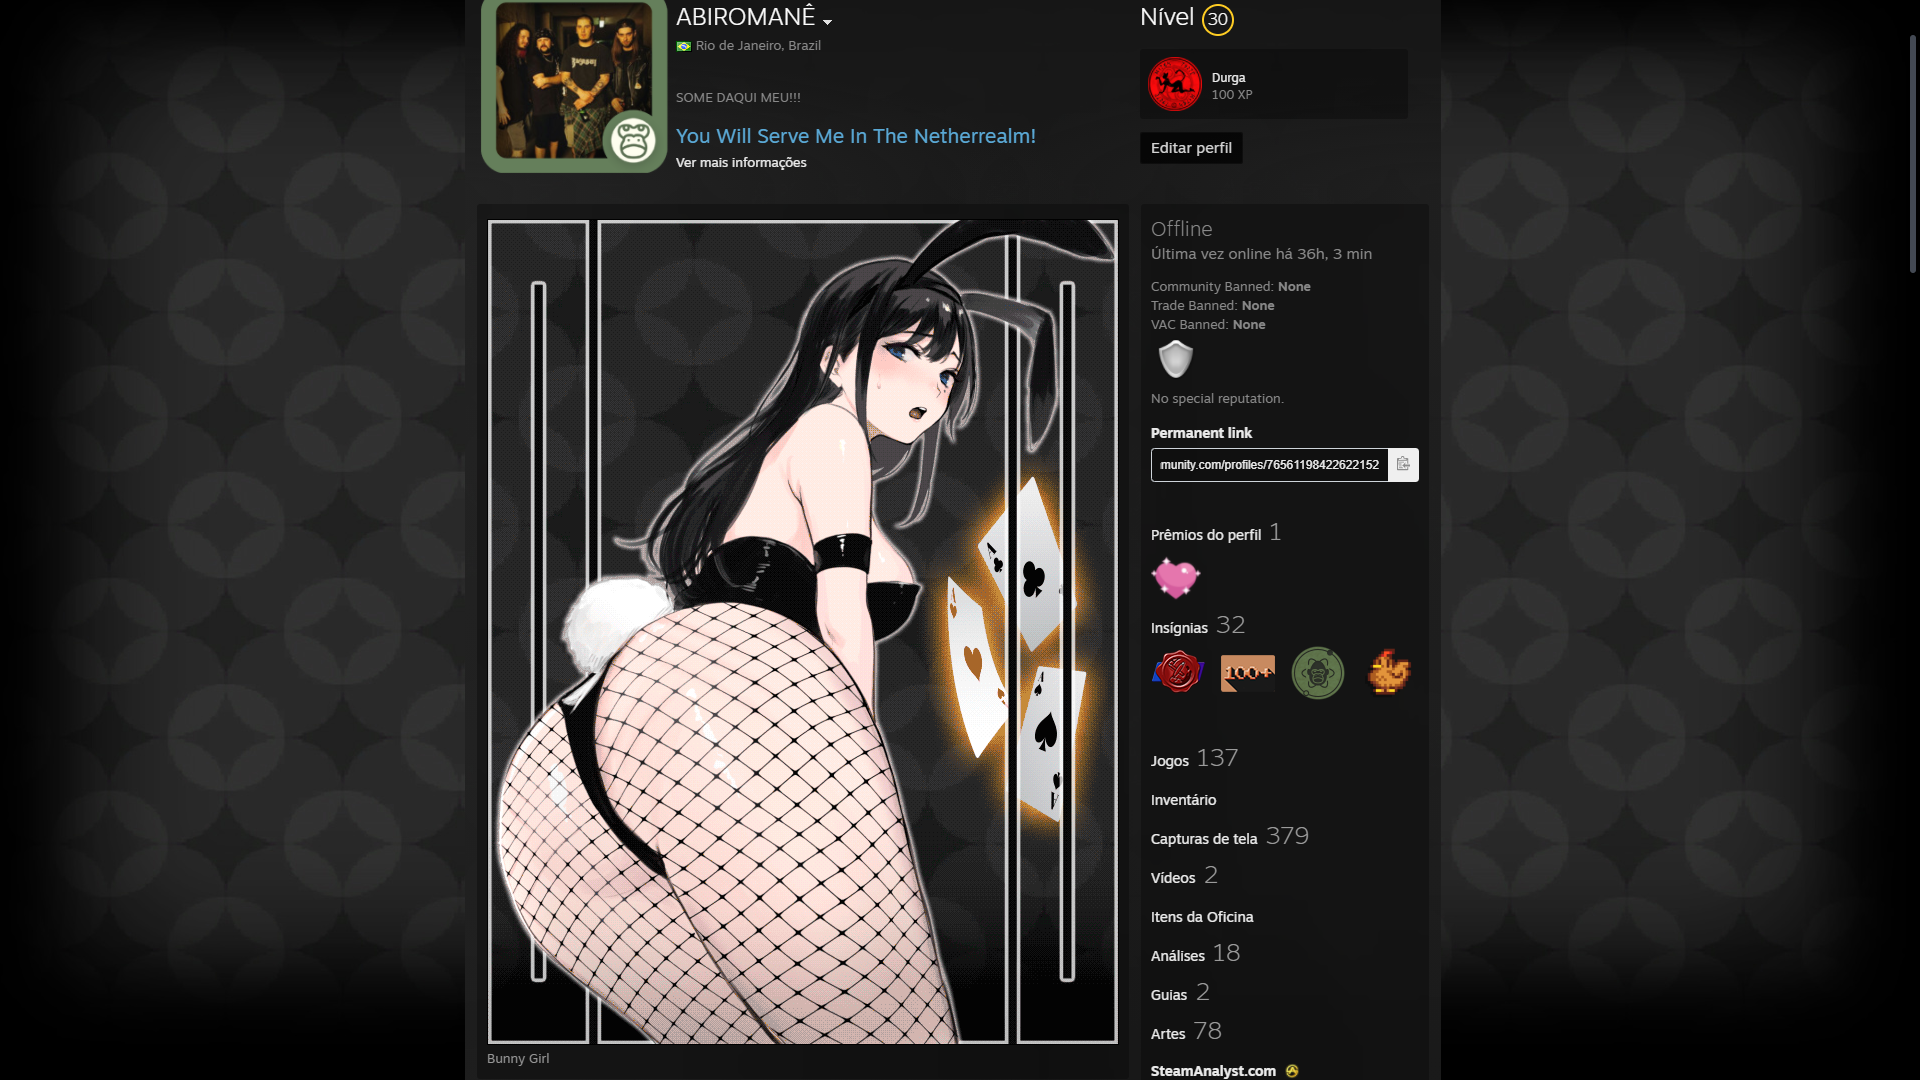 ABIROMANÊ
Rio de Janeiro, Brazil
SOME DAQUI MEU!!!
You Will Serve Me In The Netherrealm!
Ver mais informações
Nível 30
Durga
100 XP
Editar perfil
Bunny Girl
Offline
Última vez online há 36h, 3 min
Community Banned: None
Trade Banned: None
VAC Banned: None
No special reputation.
Permanent link
munity.com/profiles/76561198422622152
Prêmios do perfil 1
Insígnias 32
100+
Jogos 137
Inventário
Capturas de tela 379
Vídeos 2
Itens da Oficina
Análises 18
Guias 2
Artes 78
SteamAnalyst.com